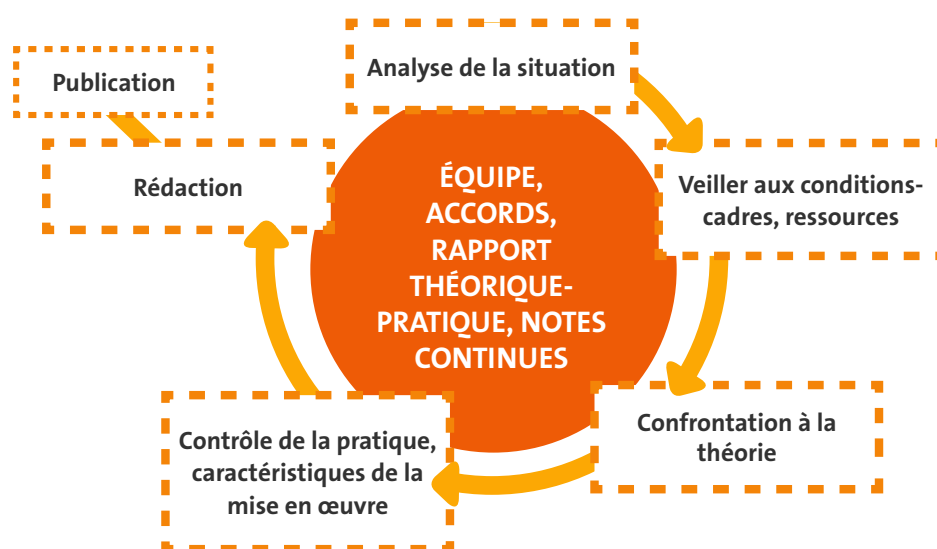 Publication
Analyse de la situation
Rédaction
Veiller aux conditions-
cadres, ressources
ÉQUIPE,
ACCORDS,
RAPPORT
THÉORIQUE-
PRATIQUE, NOTES
CONTINUES
Confrontation à la
théorie
Contrôle de la pratique,
caractéristiques de la
mise en œuvre